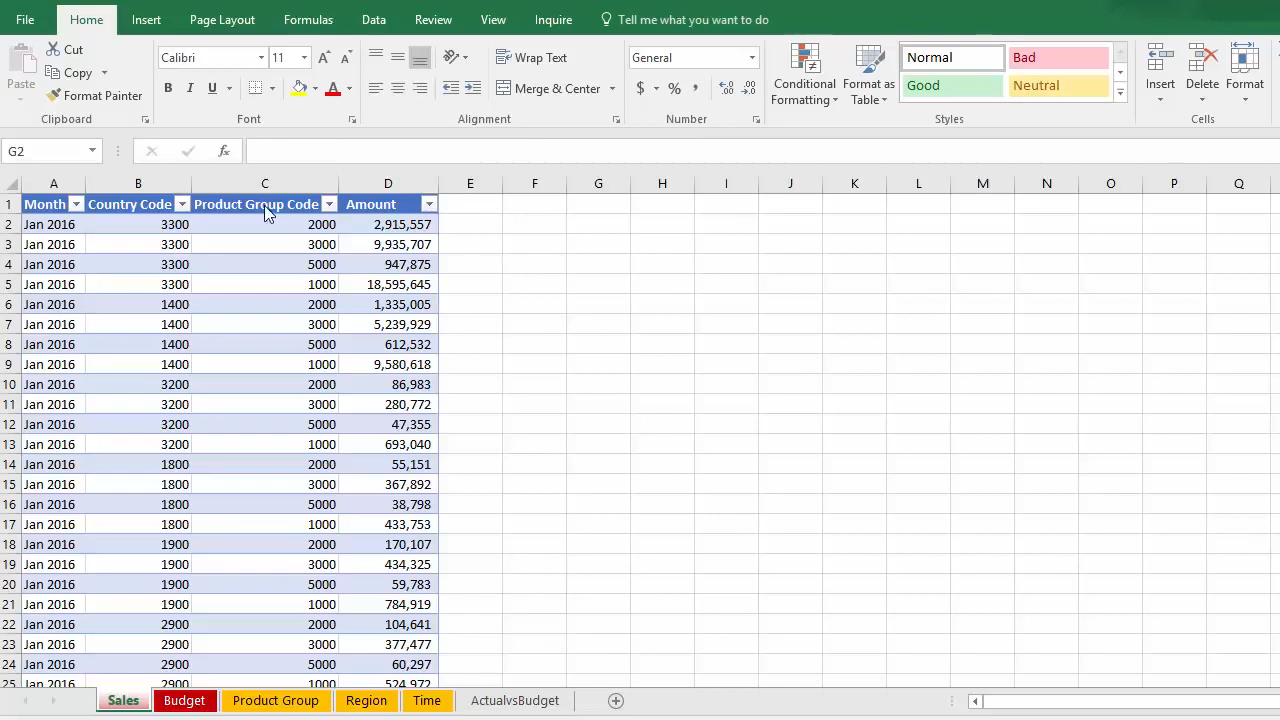 File Home Insert Page Layout Formulas Data Review View Inquire Tell me what you want to do
Cut
Copy
Format Painter
Paste
Clipboard
Calibri 11
B I U A
Font
Wrap Text
Merge & Center
Alignment
General
$ % ,
Number
Conditional Formatting
Format as Table
Normal Bad
Good Neutral
Styles
Insert Delete Format
Cells
G2 fx
A B C D E F G H I J K L M N O P Q
1 Month Country Code Product Group Code Amount
2 Jan 2016 3300 2000 2,915,557
3 Jan 2016 3300 3000 9,935,707
4 Jan 2016 3300 5000 947,875
5 Jan 2016 3300 1000 18,595,645
6 Jan 2016 1400 2000 1,335,005
7 Jan 2016 1400 3000 5,239,929
8 Jan 2016 1400 5000 612,532
9 Jan 2016 1400 1000 9,580,618
10 Jan 2016 3200 2000 86,983
11 Jan 2016 3200 3000 280,772
12 Jan 2016 3200 5000 47,355
13 Jan 2016 3200 1000 693,040
14 Jan 2016 1800 2000 55,151
15 Jan 2016 1800 3000 367,892
16 Jan 2016 1800 5000 38,798
17 Jan 2016 1800 1000 433,753
18 Jan 2016 1900 2000 170,107
19 Jan 2016 1900 3000 434,325
20 Jan 2016 1900 5000 59,783
21 Jan 2016 1900 1000 784,919
22 Jan 2016 2900 2000 104,641
23 Jan 2016 2900 3000 377,477
24 Jan 2016 2900 5000 60,297
25 Jan 2016 2900 1000 524,972
Sales Budget Product Group Region Time ActualvsBudget